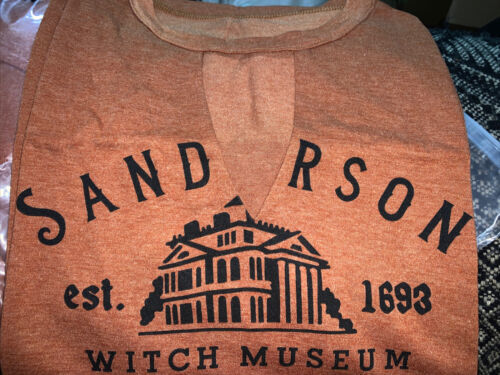 SAND RSON
est. 1693
WITCH MUSEUM